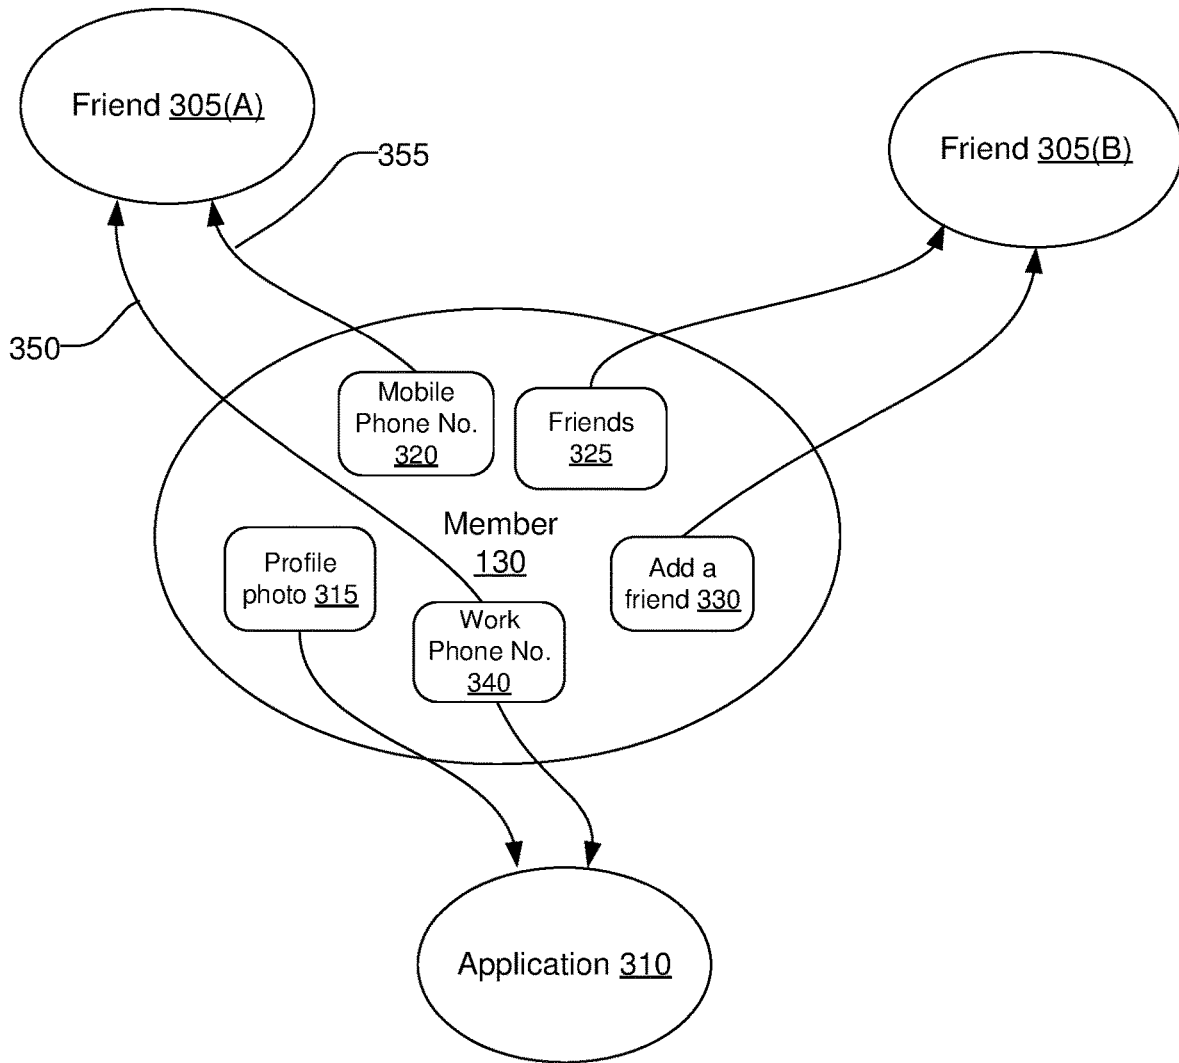 Friend 305(A)
Friend 305(B)
355
350
Mobile
Phone No.
320
Friends
325
Member
130
Profile
photo 315
Add a
friend 330
Work
Phone No.
340
Application 310